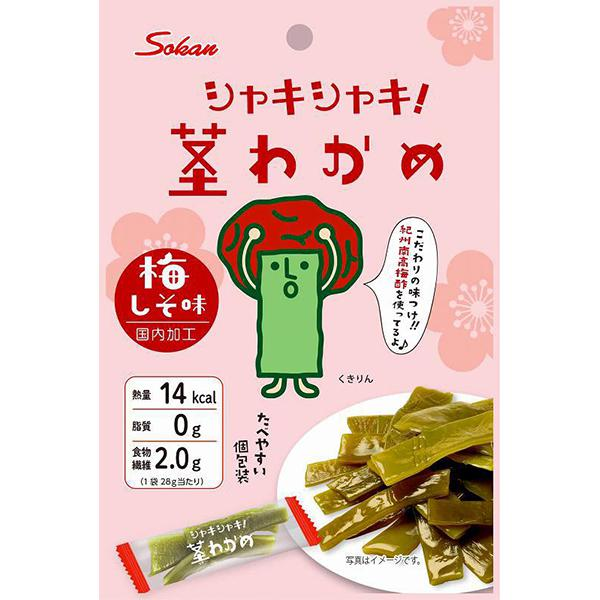 Sokan
シャキシャキ!
茎わかめ
梅
しそ味
国内加工
こだわりの味つけ!!
紀州南高梅酢を使ってるよ♪
くきりん
熱量 14 kcal
脂質 0 g
食物繊維 2.0 g
(1袋28g当たり)
たべやすい
個包装
シャキシャキ!
茎わかめ
写真はイメージです。